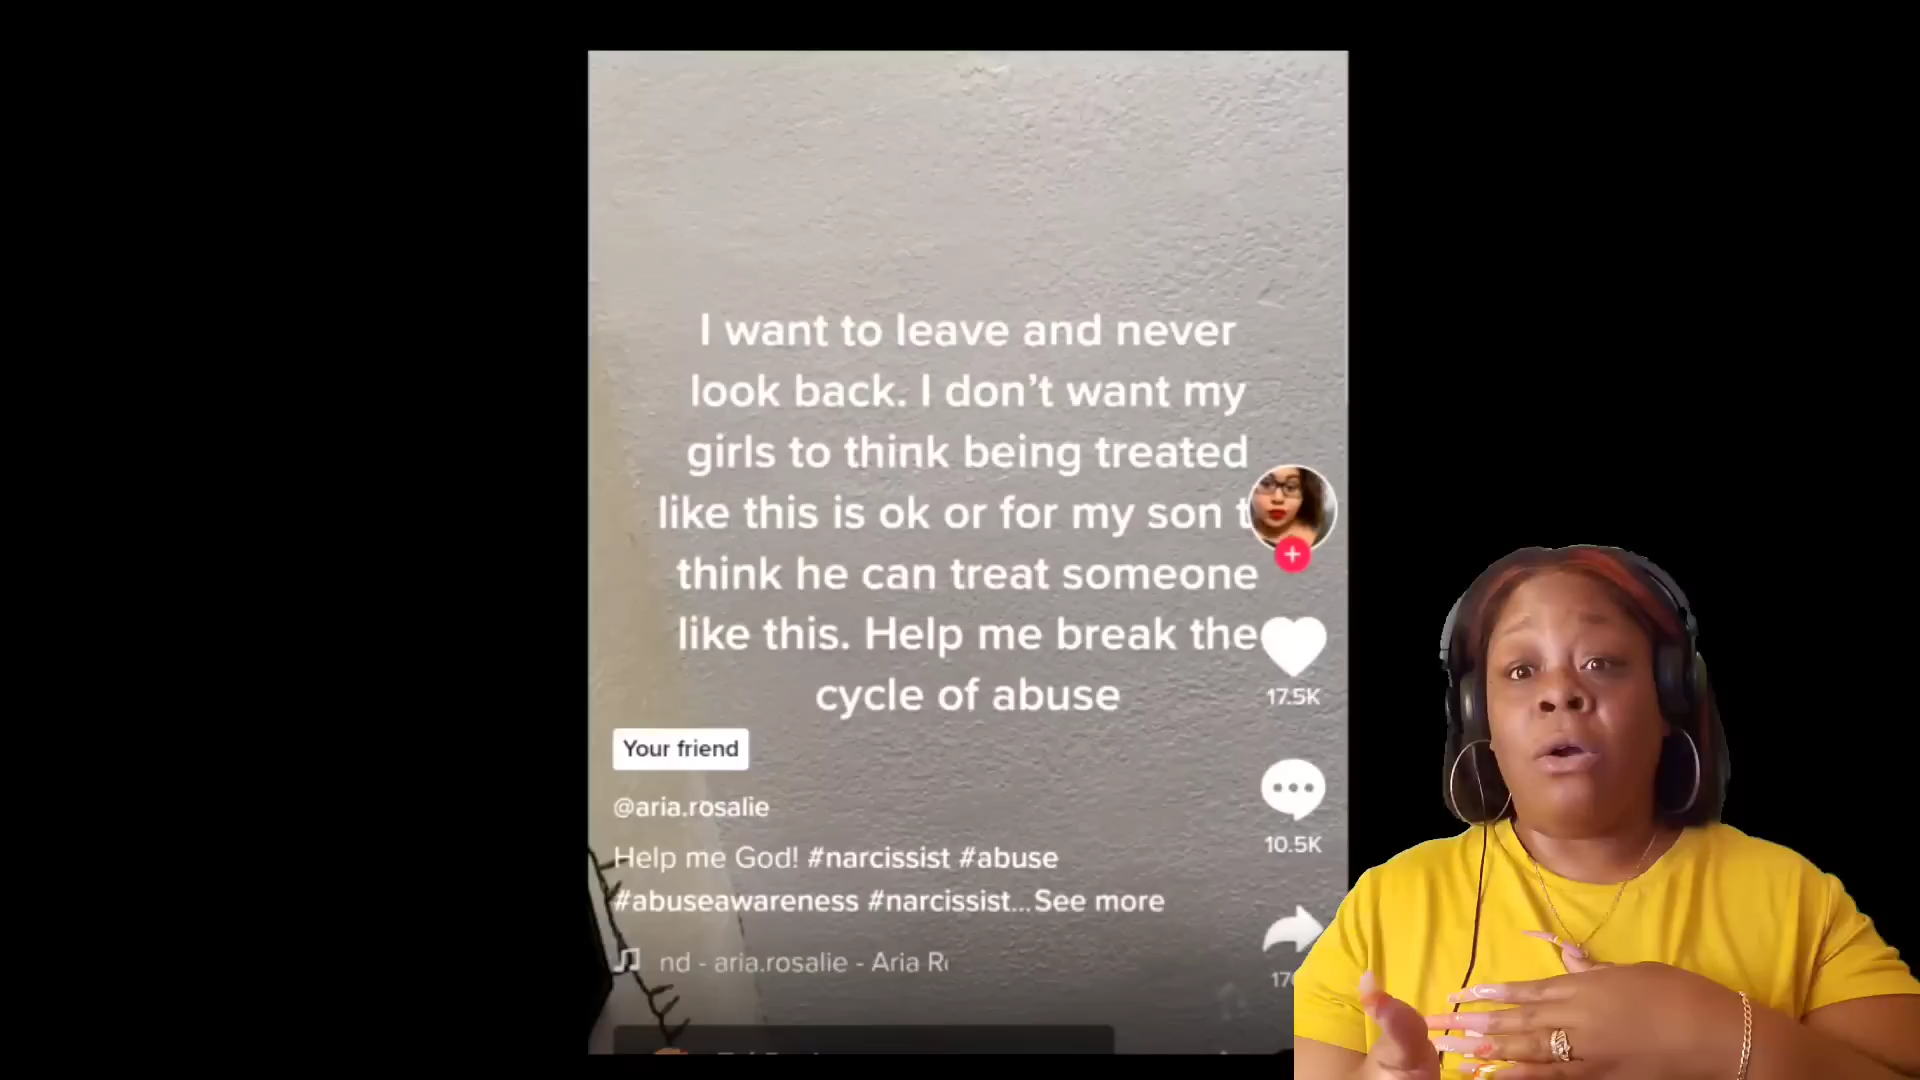 I want to leave and never
look back. I don't want my
girls to think being treated
like this is ok or for my son
think he can treat someone
like this. Help me break the
cycle of abuse
17.5K
Your friend
10.5K
@aria.rosalie
Help me God! #narcissist #abuse
#abuseawareness #narcissist...See more
nd - aria.rosalie - Aria